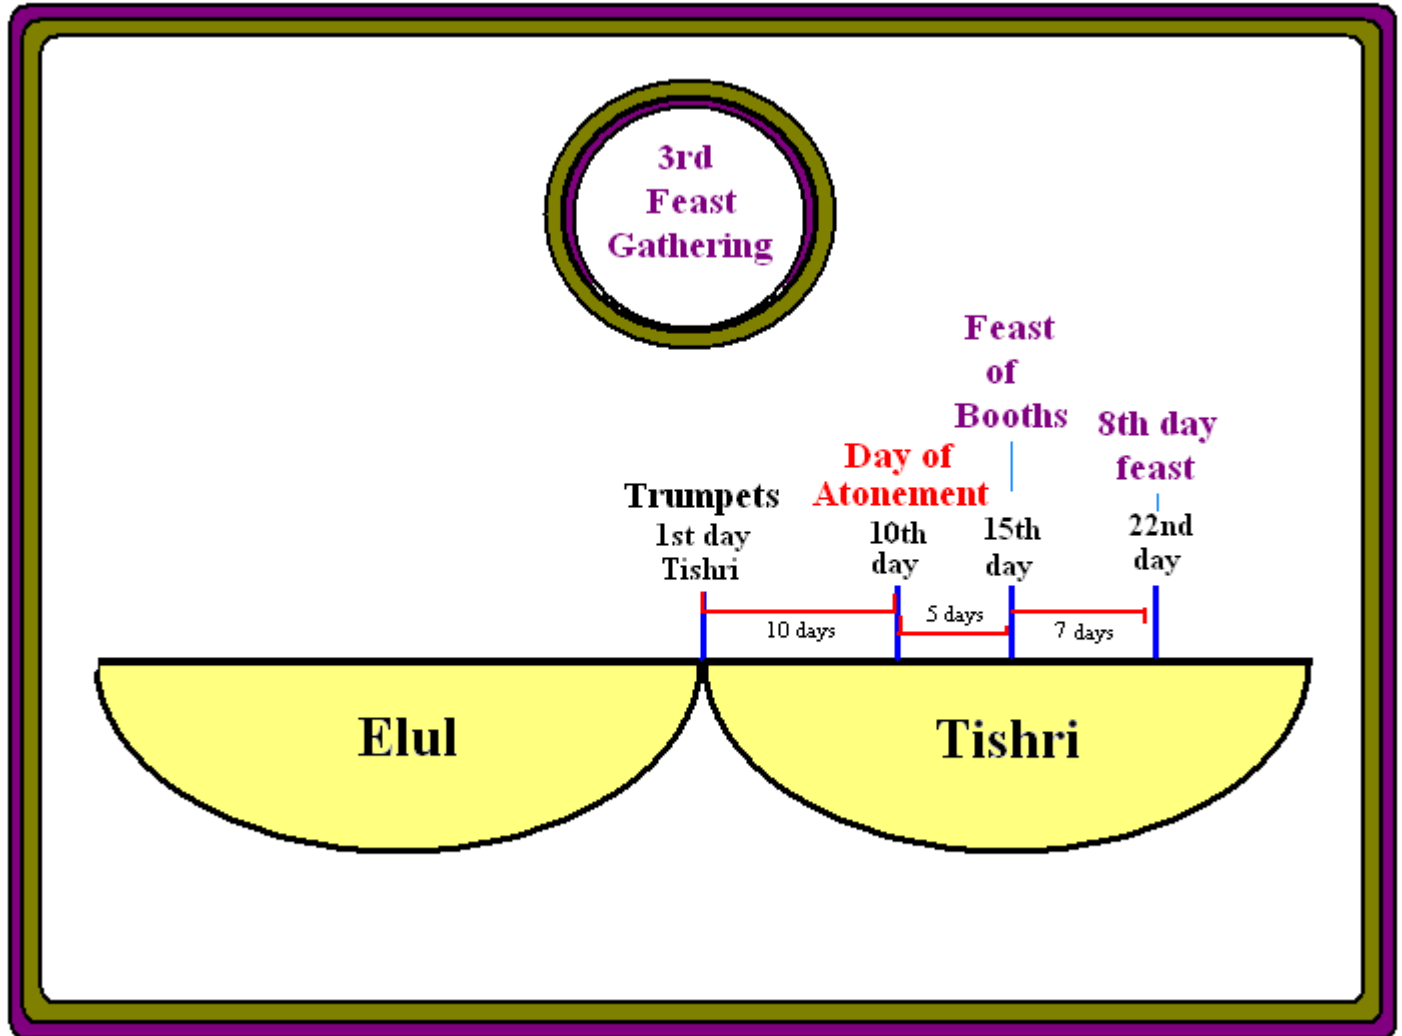 3rd
Feast
Gathering
Feast
of
Booths
8th day
feast
Day of
Atonement
Trumpets
1st day
Tishri
10th
day
15th
day
22nd
day
10 days
5 days
7 days
Elul
Tishri